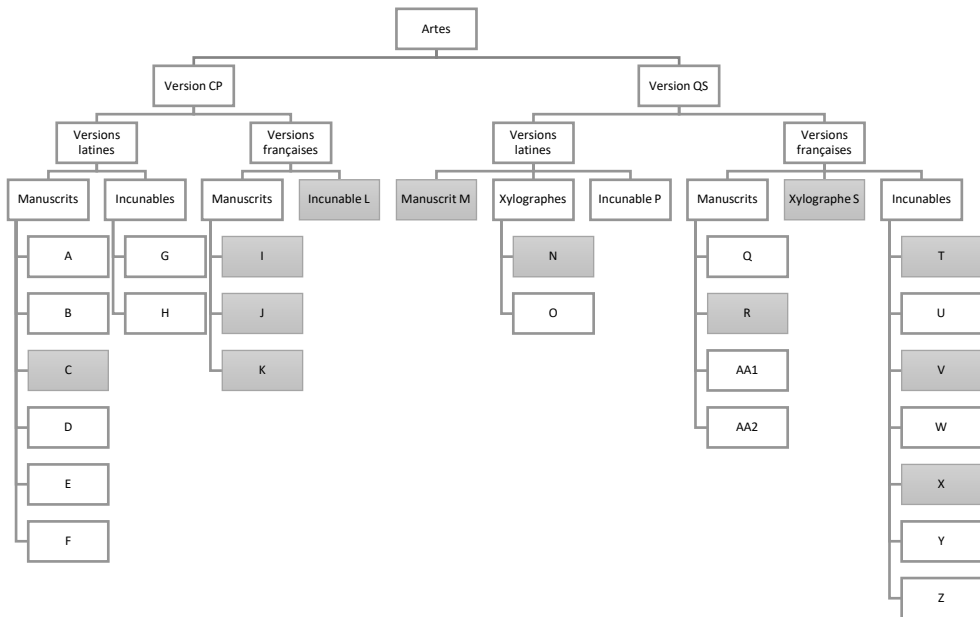 Artes
Version CP
Version QS
Versions
latines
Versions
françaises
Versions
latines
Versions
françaises
Manuscrits
Incunables
Manuscrits
Incunable L
Manuscrit M
Xylographes
Incunable P
Manuscrits
Xylographe S
Incunables
A
G
I
N
Q
T
B
H
J
O
R
U
C
K
AA1
V
D
AA2
W
E
X
F
Y
Z